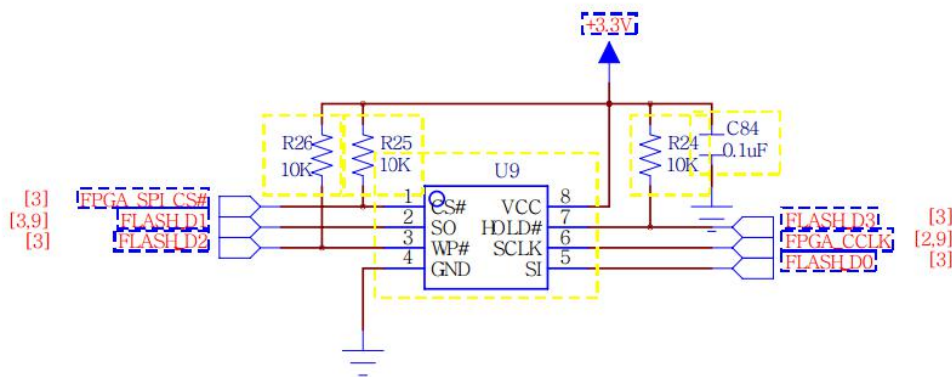 +3.3V
R26
10K
R25
10K
R24
10K
C84
0.1uF
U9
[3] FPGA_SPI_CS# 1 CS# VCC 8
[3,9] FLASH_D1 2 SO HOLD# 7 FLASH_D3 [3]
[3] FLASH_D2 3 WP# SCLK 6 FPGA_CCLK [2,9]
4 GND SI 5 FLASH_D0 [3]